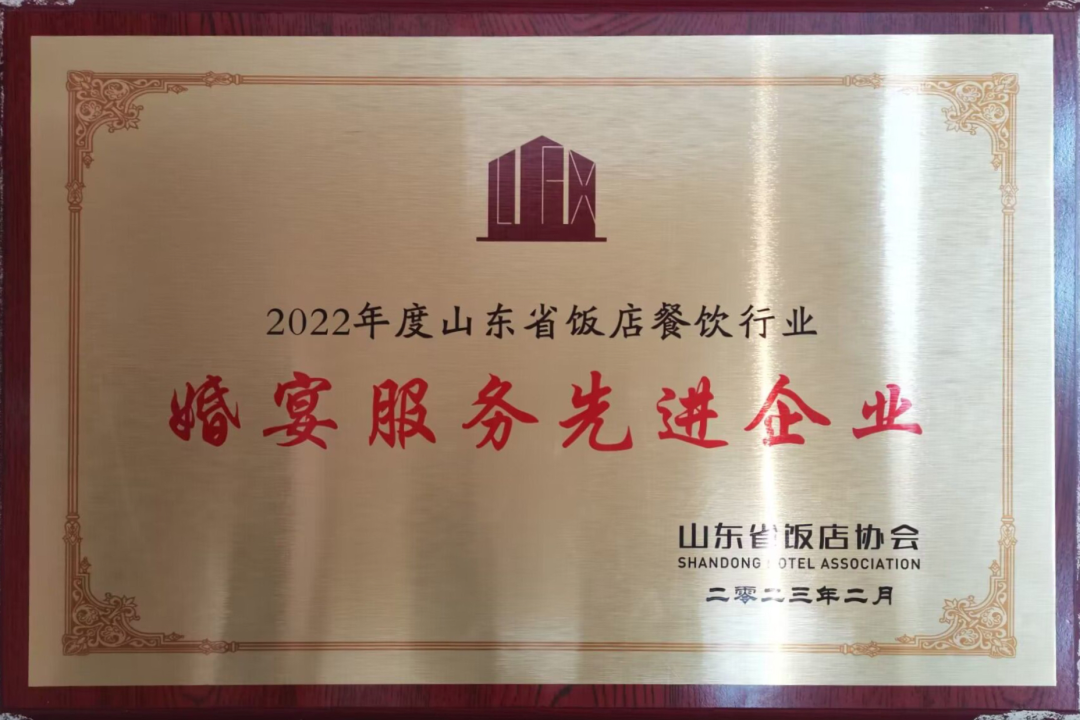 2022年度山东省饭店餐饮行业
婚宴服务先进企业
山东省饭店协会
SHANDONG HOTEL ASSOCIATION
二零二三年二月